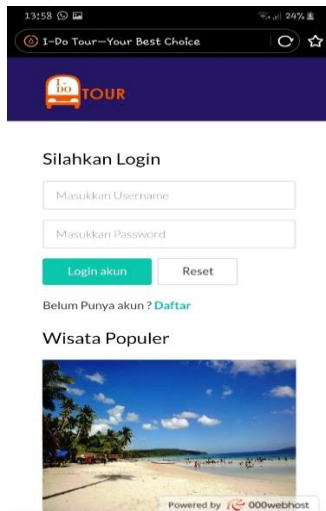 13:58 24%
I-Do Tour—Your Best Choice
I-
DO
TOUR
Silahkan Login
Masukkan Username
Masukkan Password
Login akun Reset
Belum Punya akun ? Daftar
Wisata Populer
Powered by 000webhost